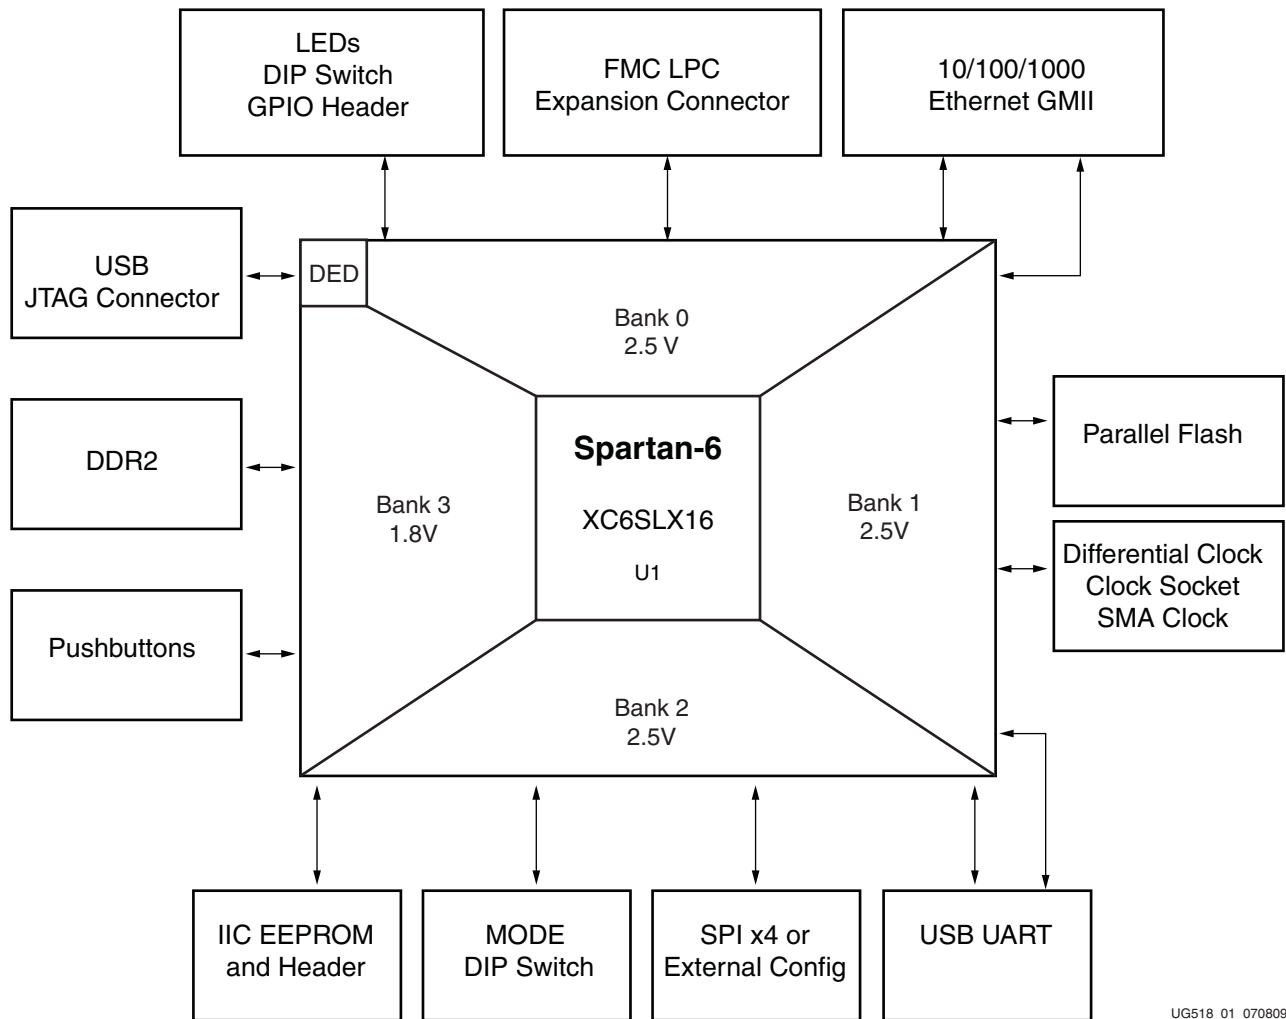 LEDs
DIP Switch
GPIO Header
FMC LPC
Expansion Connector
10/100/1000
Ethernet GMII
USB
JTAG Connector
DED
Bank 0
2.5 V
Parallel Flash
DDR2
Spartan-6
XC6SLX16
U1
Bank 3
1.8V
Bank 1
2.5V
Differential Clock
Clock Socket
SMA Clock
Pushbuttons
Bank 2
2.5V
IIC EEPROM
and Header
MODE
DIP Switch
SPI x4 or
External Config
USB UART
UG518_01_070809